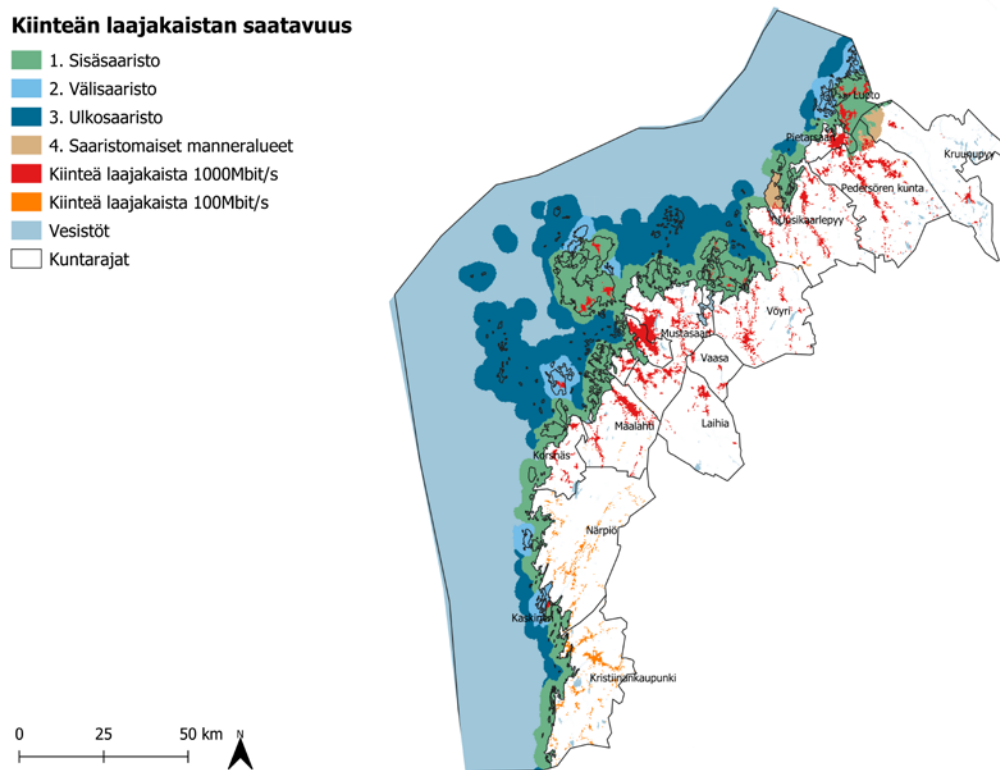 Kiinteän laajakaistan saatavuus
1. Sisäsaaristo
2. Välisaaristo
3. Ulkosaaristo
4. Saaristomaiset manneralueet
Kiinteä laajakaista 1000Mbit/s
Kiinteä laajakaista 100Mbit/s
Vesistöt
Kuntarajat
Luoto
Pietarsaari
Kruunupyy
Pedersören kunta
Uusikaarlepyy
Vöyri
Mustasaari
Vaasa
Laihia
Maalahti
Korsnäs
Närpiö
Kaskinen
Kristiinankaupunki
0 25 50 km
N